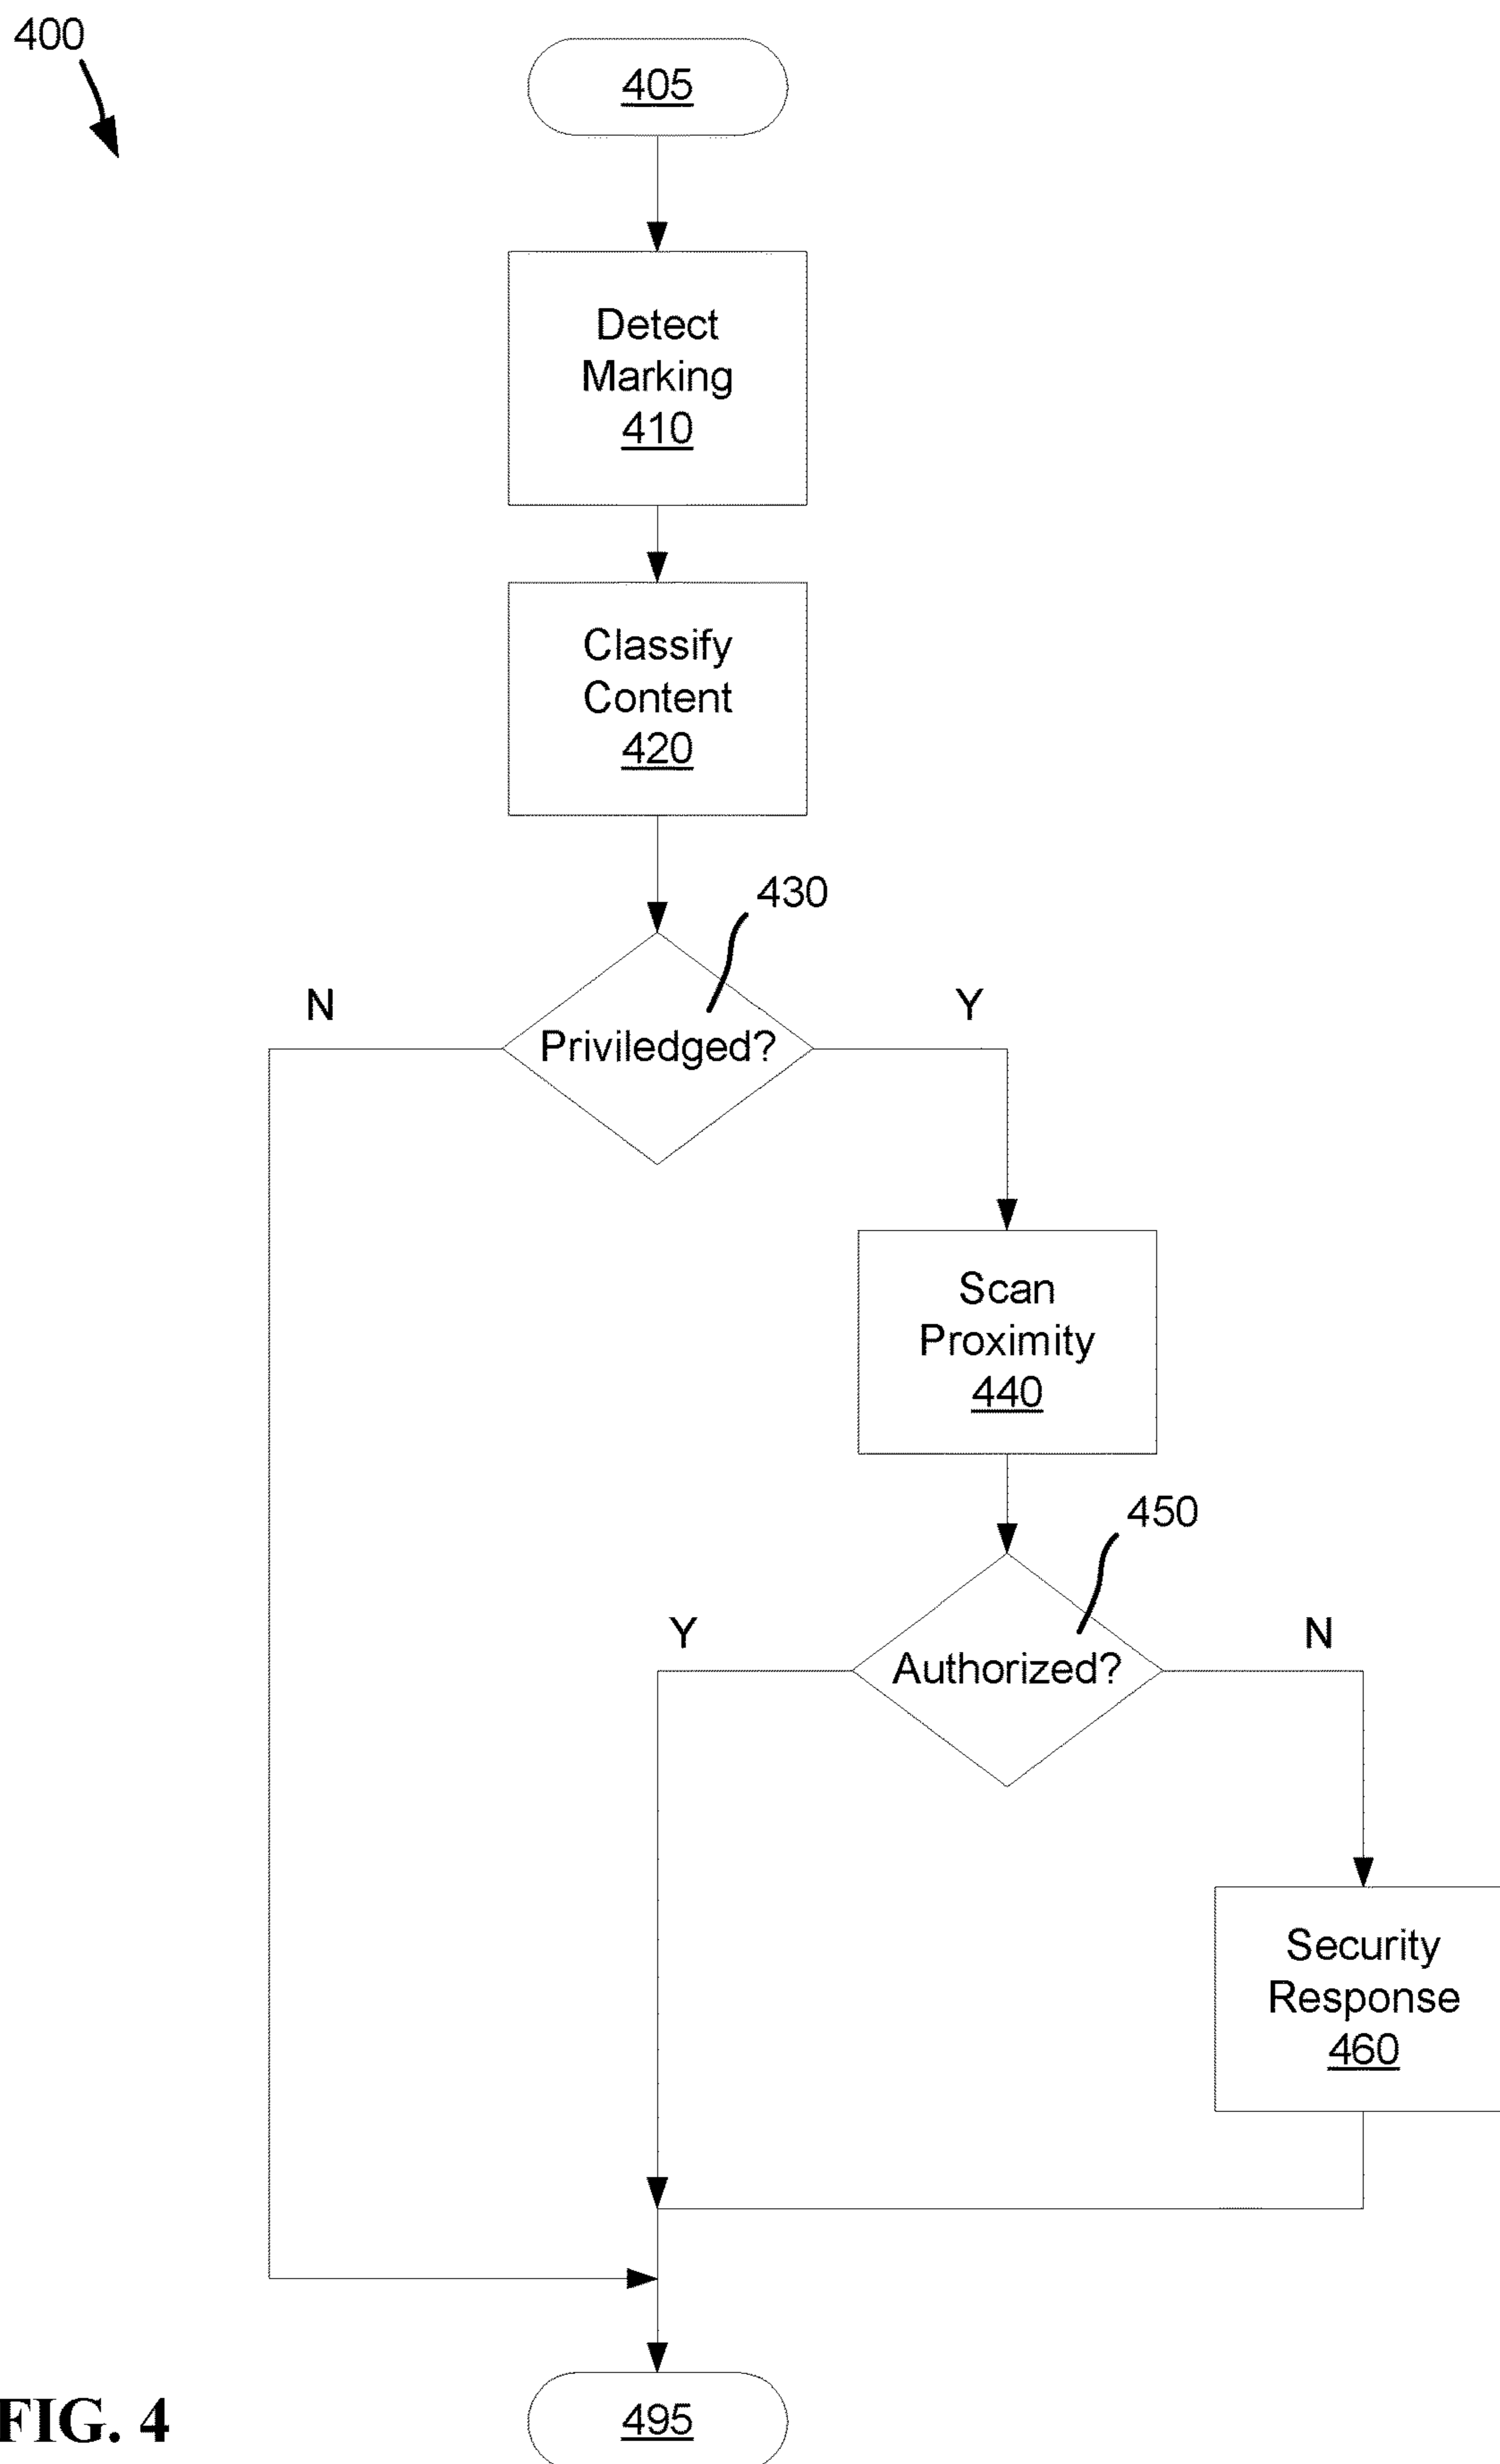 400
405
Detect
Marking
410
Classify
Content
420
430
N
Y
Priviledged?
Scan
Proximity
440
450
Y
N
Authorized?
Security
Response
460
FIG. 4
495